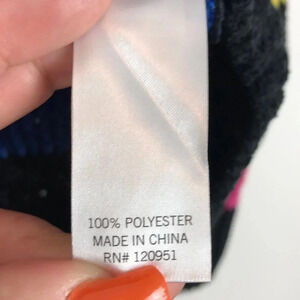 100% POLYESTER
MADE IN CHINA
RN# 120951